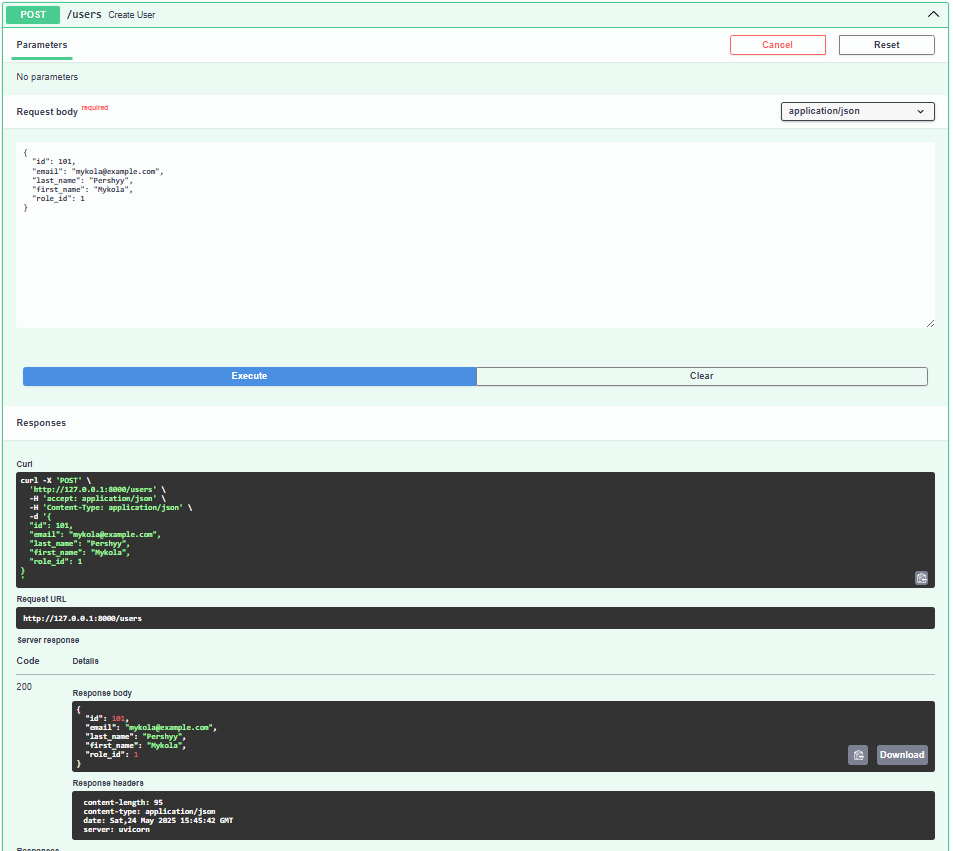 POST /users Create User
Parameters Cancel Reset
No parameters
Request body required application/json
{
  "id": 101,
  "email": "mykola@example.com",
  "last_name": "Pershyy",
  "first_name": "Mykola",
  "role_id": 1
}
Execute Clear
Responses
Curl
curl -X 'POST' \
  'http://127.0.0.1:8000/users' \
  -H 'accept: application/json' \
  -H 'Content-Type: application/json' \
  -d '{
  "id": 101,
  "email": "mykola@example.com",
  "last_name": "Pershyy",
  "first_name": "Mykola",
  "role_id": 1
}
'
Request URL
http://127.0.0.1:8000/users
Server response
Code Details
200
Response body
{
  "id": 101,
  "email": "mykola@example.com",
  "last_name": "Pershyy",
  "first_name": "Mykola",
  "role_id": 1
}
Download
Response headers
content-length: 95
content-type: application/json
date: Sat,24 May 2025 15:45:42 GMT
server: uvicorn
Responses